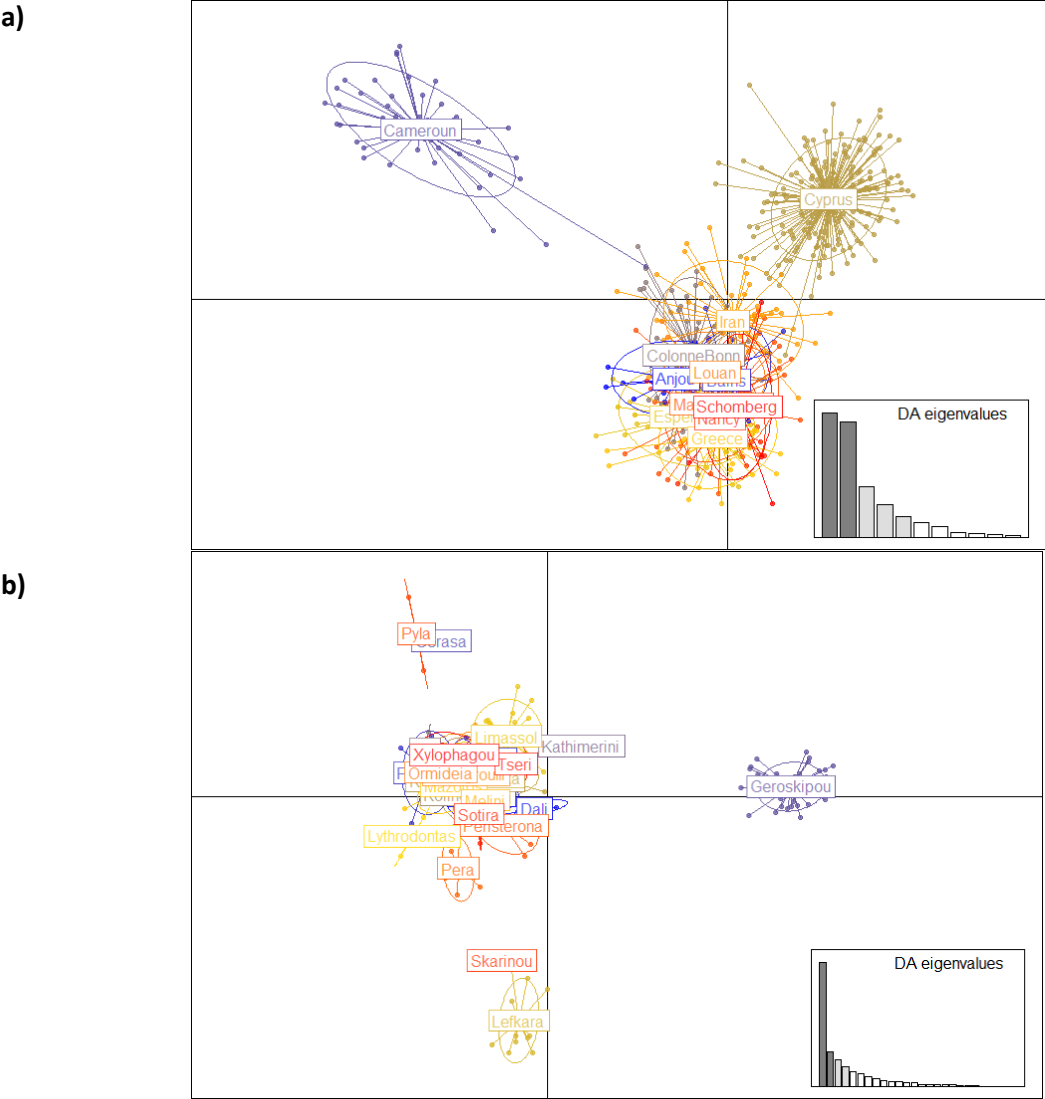 a)
Cameroun
Cyprus
Iran
ColonneBonn
Louan
Anjou
Schomberg
Nancy
Greece
DA eigenvalues
b)
Pyla
Limassol
Kathimerini
Xylophagou
Tseri
Ormideia
Geroskipou
Melini
Dali
Sotira
Peristerona
Lythrodontas
Pera
Skarinou
Lefkara
DA eigenvalues